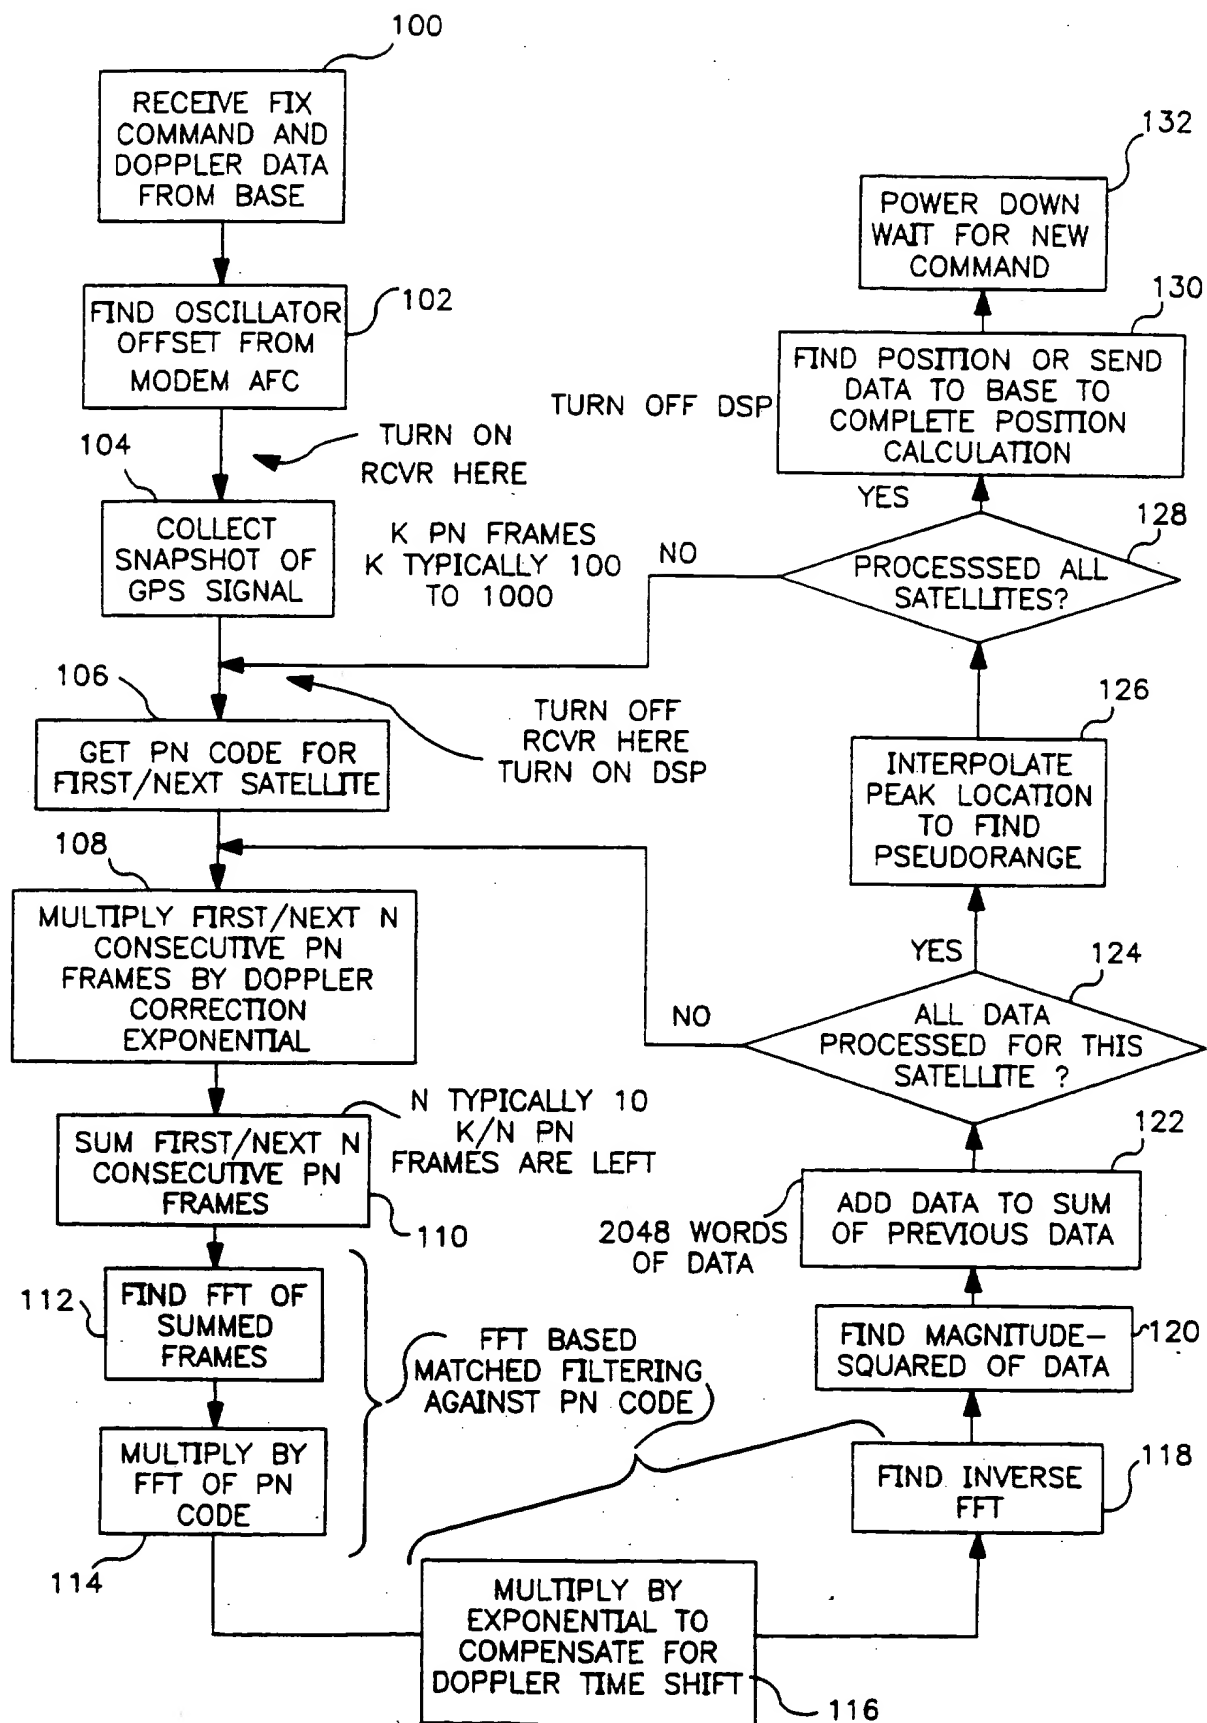 100
RECEIVE FIX
COMMAND AND
DOPPLER DATA
FROM BASE
FIND OSCILLATOR
OFFSET FROM
MODEM AFC
102
TURN ON
RCVR HERE
104
COLLECT
SNAPSHOT OF
GPS SIGNAL
K PN FRAMES
K TYPICALLY 100
TO 1000
106
GET PN CODE FOR
FIRST/NEXT SATELLITE
TURN OFF
RCVR HERE
TURN ON DSP
108
MULTIPLY FIRST/NEXT N
CONSECUTIVE PN
FRAMES BY DOPPLER
CORRECTION
EXPONENTIAL
N TYPICALLY 10
K/N PN
FRAMES ARE LEFT
SUM FIRST/NEXT N
CONSECUTIVE PN
FRAMES
110
112
FIND FFT OF
SUMMED
FRAMES
FFT BASED
MATCHED FILTERING
AGAINST PN CODE
MULTIPLY BY
FFT OF PN
CODE
114
MULTIPLY BY
EXPONENTIAL TO
COMPENSATE FOR
DOPPLER TIME SHIFT
116
FIND INVERSE
FFT
118
FIND MAGNITUDE-
SQUARED OF DATA
120
122
ADD DATA TO SUM
OF PREVIOUS DATA
2048 WORDS
OF DATA
124
ALL DATA
PROCESSED FOR THIS
SATELLITE ?
NO
YES
126
INTERPOLATE
PEAK LOCATION
TO FIND
PSEUDORANGE
128
PROCESSSED ALL
SATELLITES?
NO
YES
130
FIND POSITION OR SEND
DATA TO BASE TO
COMPLETE POSITION
CALCULATION
TURN OFF DSP
132
POWER DOWN
WAIT FOR NEW
COMMAND